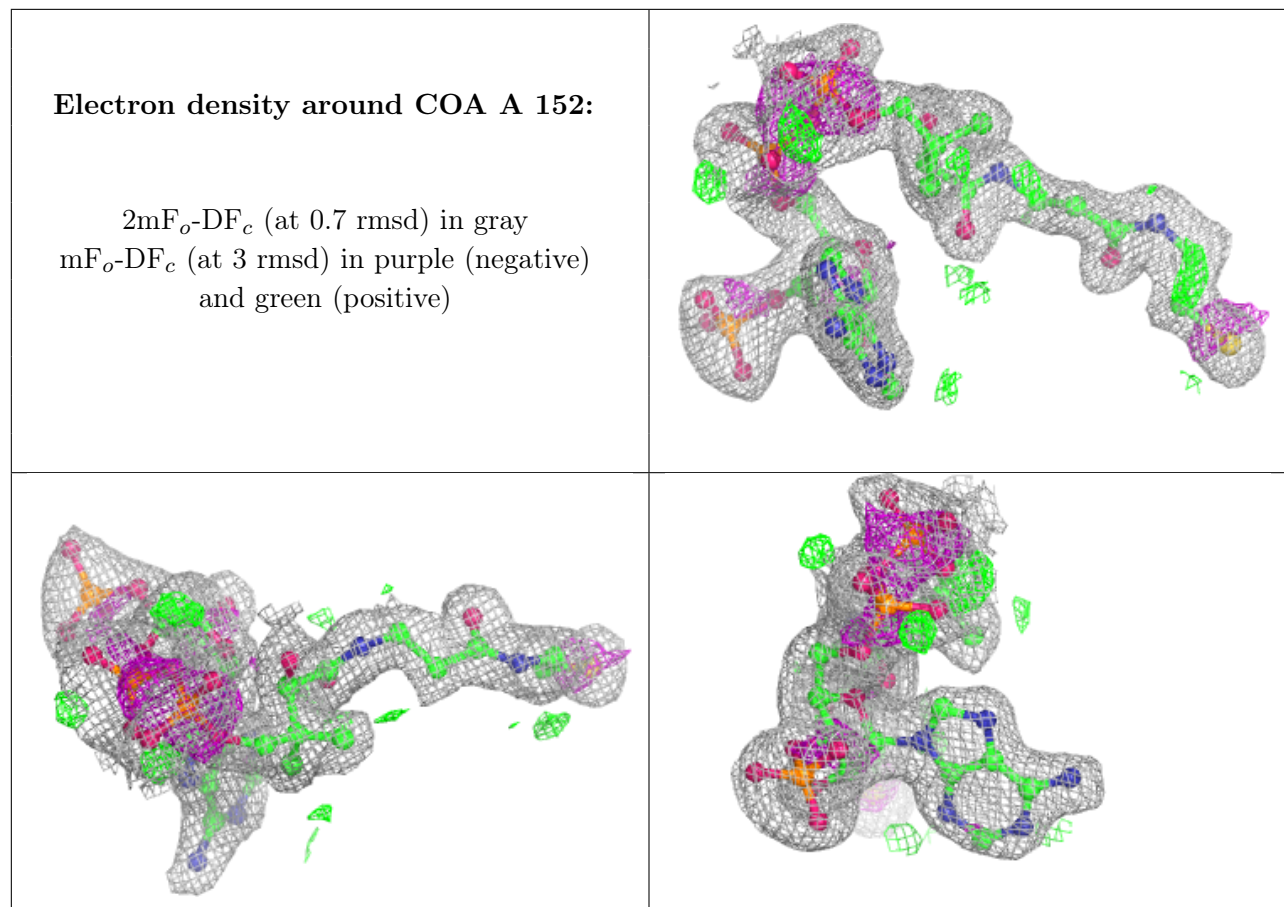 Electron density around COA A 152:
2mFo-DFc (at 0.7 rmsd) in gray
mFo-DFc (at 3 rmsd) in purple (negative)
and green (positive)